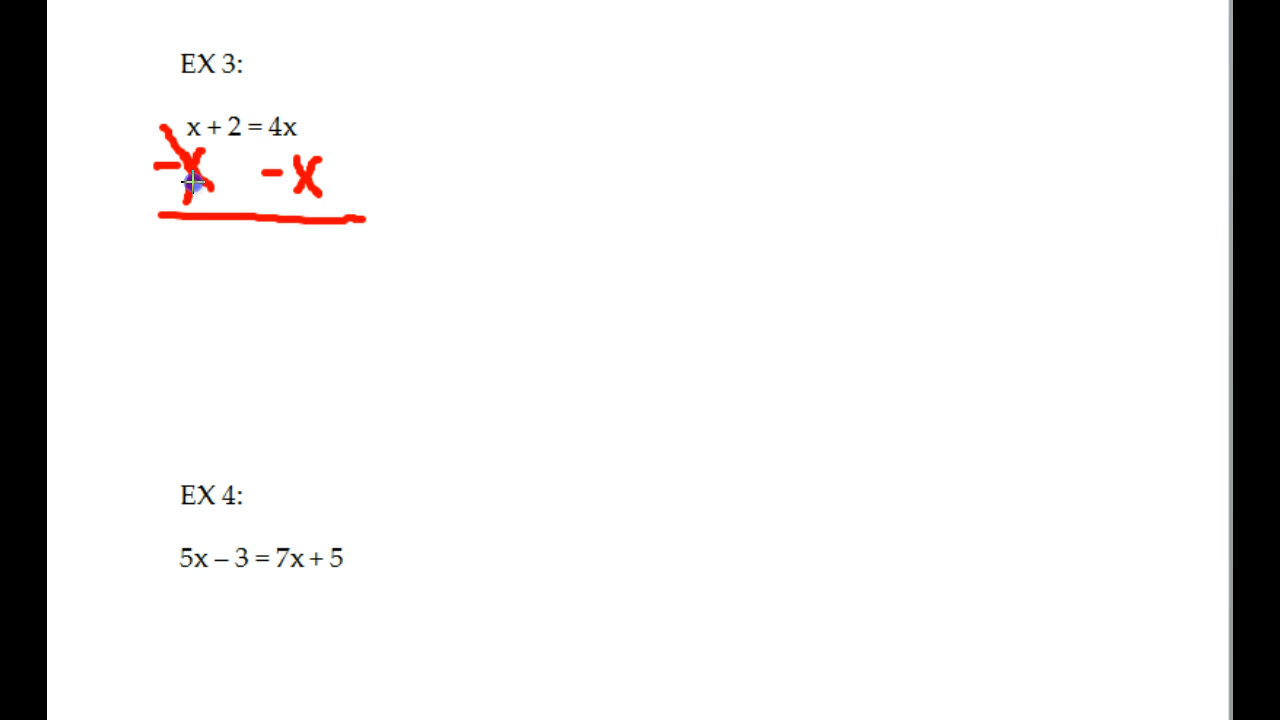 EX 3:
x + 2 = 4x
-x -x
EX 4:
5x – 3 = 7x + 5